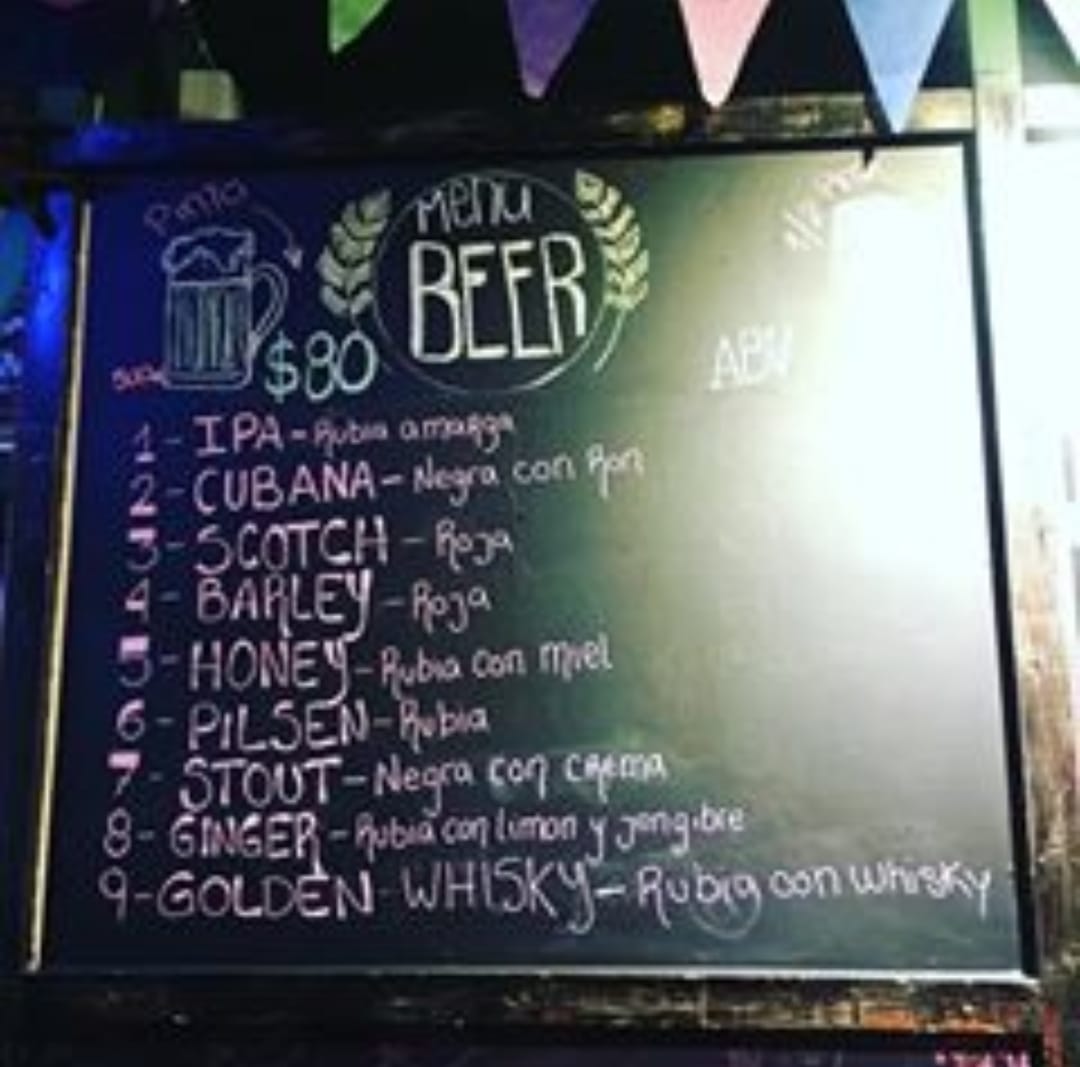 Pinta
Menu
BEER
$80
ABV
1 - IPA - Rubia amarga
2 - CUBANA - Negra con Ron
3 - SCOTCH - Roja
4 - BARLEY - Roja
5 - HONEY - Rubia con miel
6 - PILSEN - Rubia
7 - STOUT - Negra con crema
8 - GINGER - Rubia con limon y jengibre
9 - GOLDEN - WHISKY - Rubia con whisky